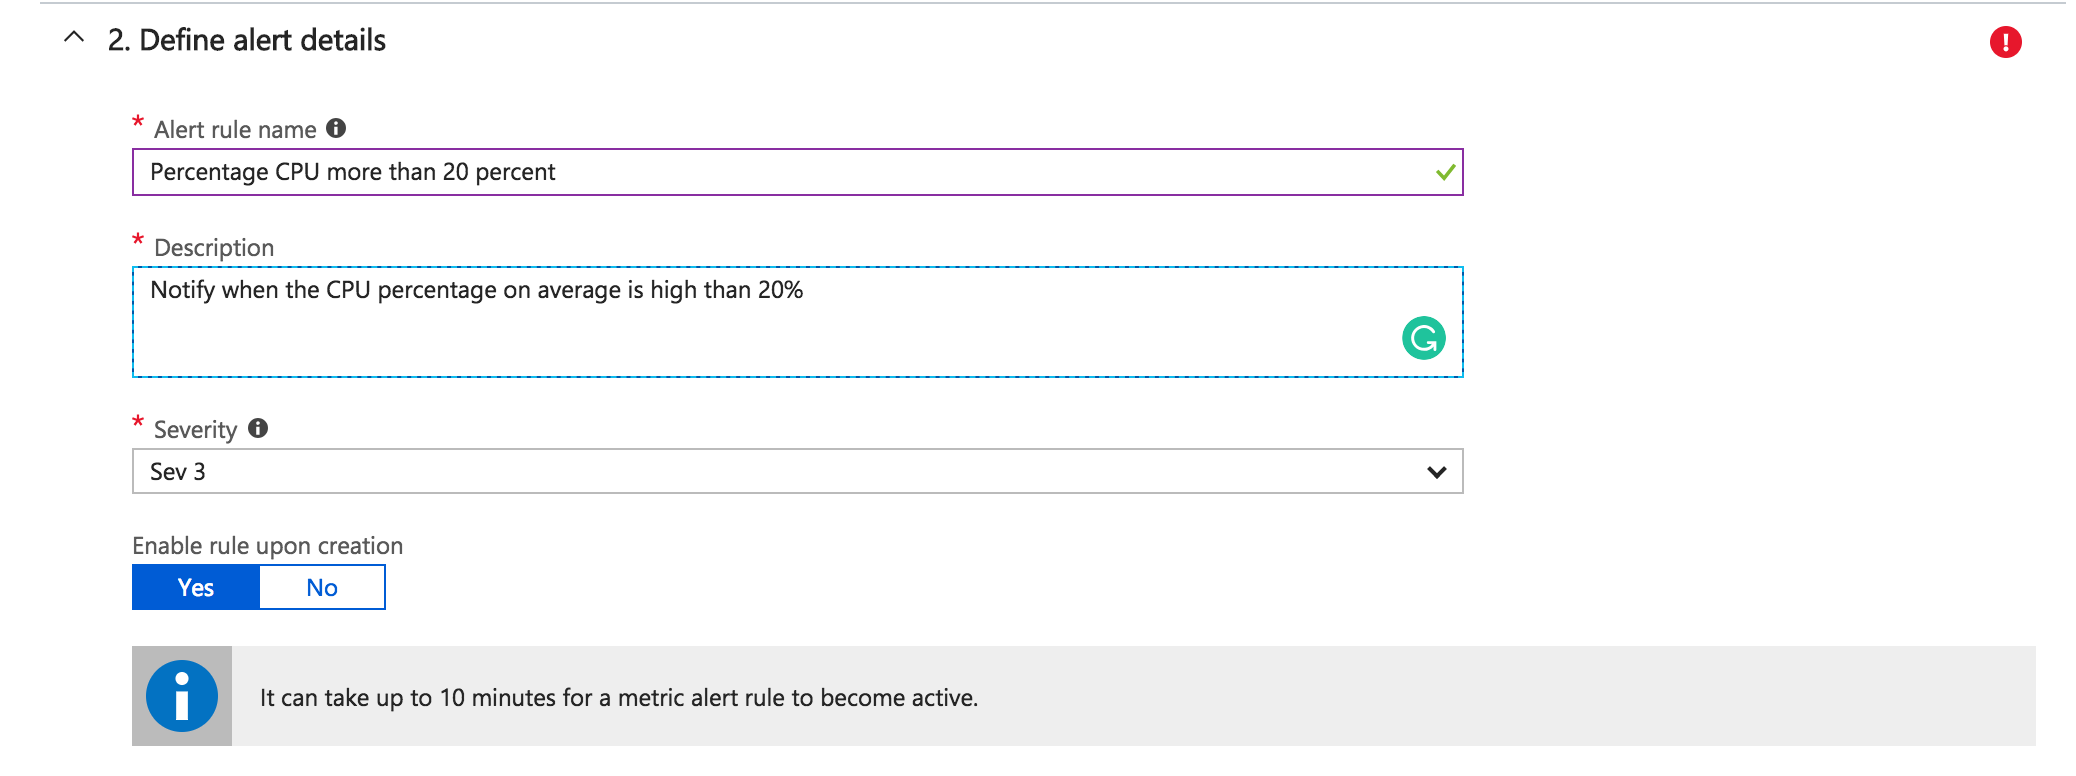 2. Define alert details
* Alert rule name
Percentage CPU more than 20 percent
* Description
Notify when the CPU percentage on average is high than 20%
* Severity
Sev 3
Enable rule upon creation
Yes No
It can take up to 10 minutes for a metric alert rule to become active.